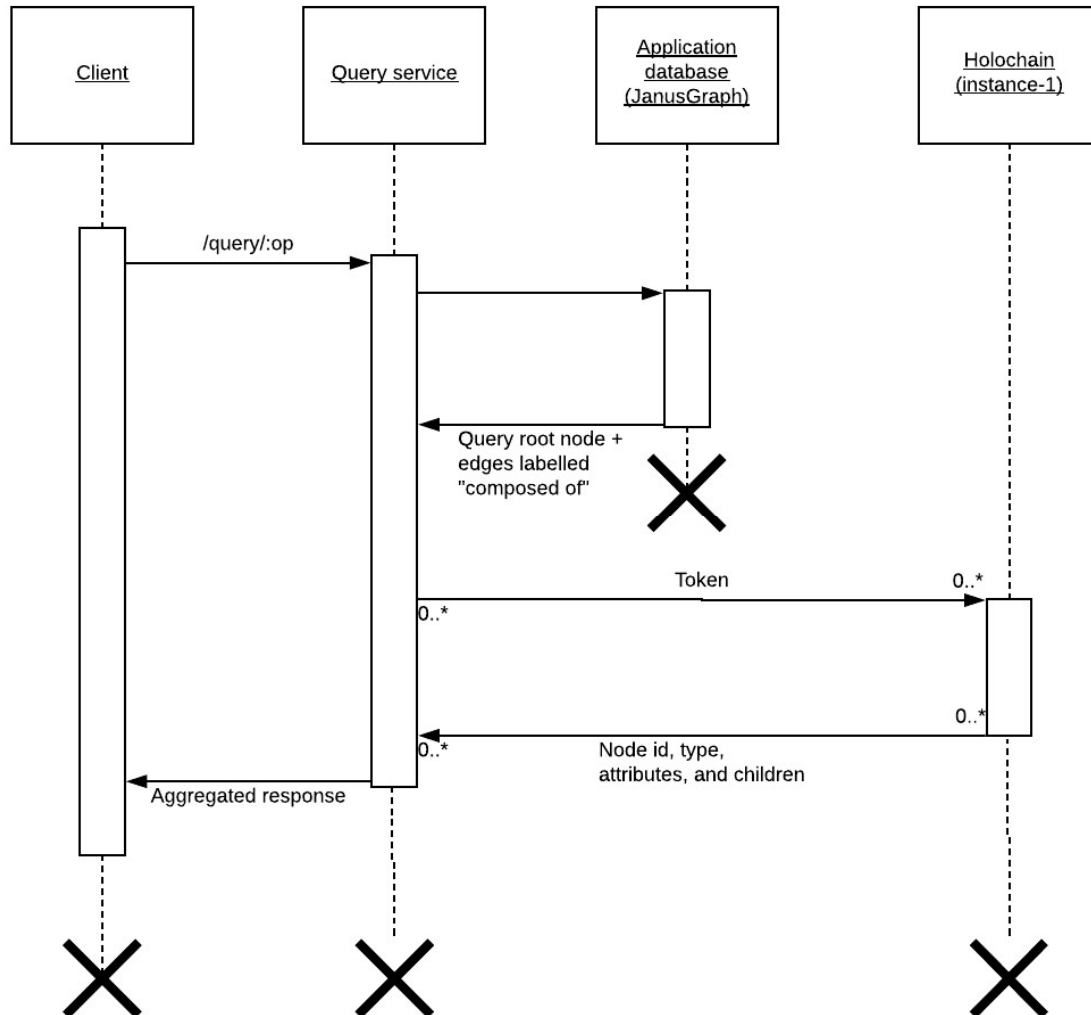 Client
Query service
Application
database
(JanusGraph)
Holochain
(instance-1)
/query/:op
Query root node +
edges labelled
"composed of"
Token
0..*
0..*
0..*
0..*
Node id, type,
attributes, and children
Aggregated response